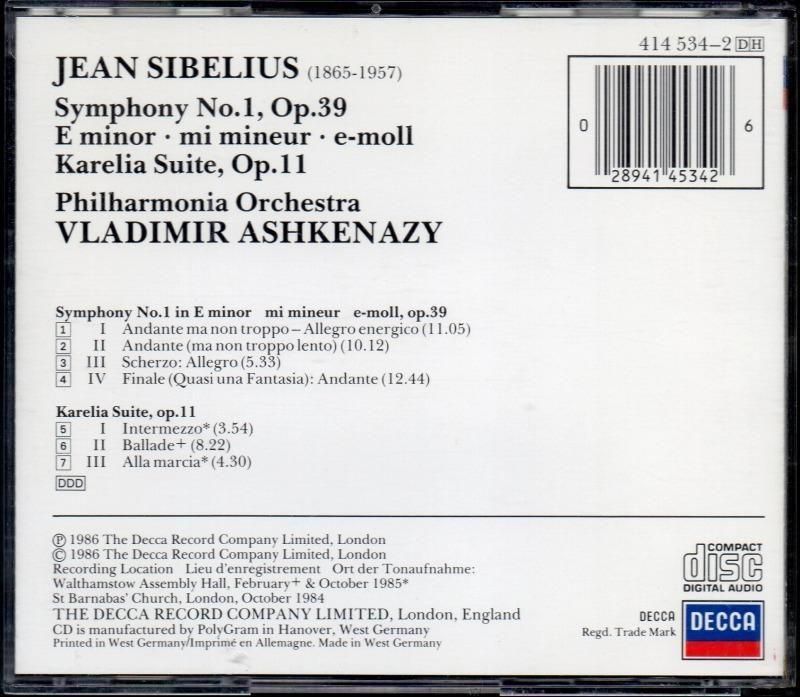 414 534-2 DH
JEAN SIBELIUS (1865-1957)
Symphony No.1, Op.39
E minor · mi mineur · e-moll
Karelia Suite, Op.11
Philharmonia Orchestra
VLADIMIR ASHKENAZY
0 28941 45342 6
Symphony No.1 in E minor mi mineur e-moll, op.39
1 I Andante ma non troppo – Allegro energico (11.05)
2 II Andante (ma non troppo lento) (10.12)
3 III Scherzo: Allegro (5.33)
4 IV Finale (Quasi una Fantasia): Andante (12.44)
Karelia Suite, op.11
5 I Intermezzo* (3.54)
6 II Ballade+ (8.22)
7 III Alla marcia* (4.30)
DDD
℗ 1986 The Decca Record Company Limited, London
© 1986 The Decca Record Company Limited, London
Recording Location Lieu d'enregistrement Ort der Tonaufnahme:
Walthamstow Assembly Hall, February+ & October 1985*
St Barnabas' Church, London, October 1984
THE DECCA RECORD COMPANY LIMITED, London, England
CD is manufactured by PolyGram in Hanover, West Germany
Printed in West Germany/Imprimé en Allemagne. Made in West Germany
COMPACT
disc
DIGITAL AUDIO
DECCA
Regd. Trade Mark
DECCA